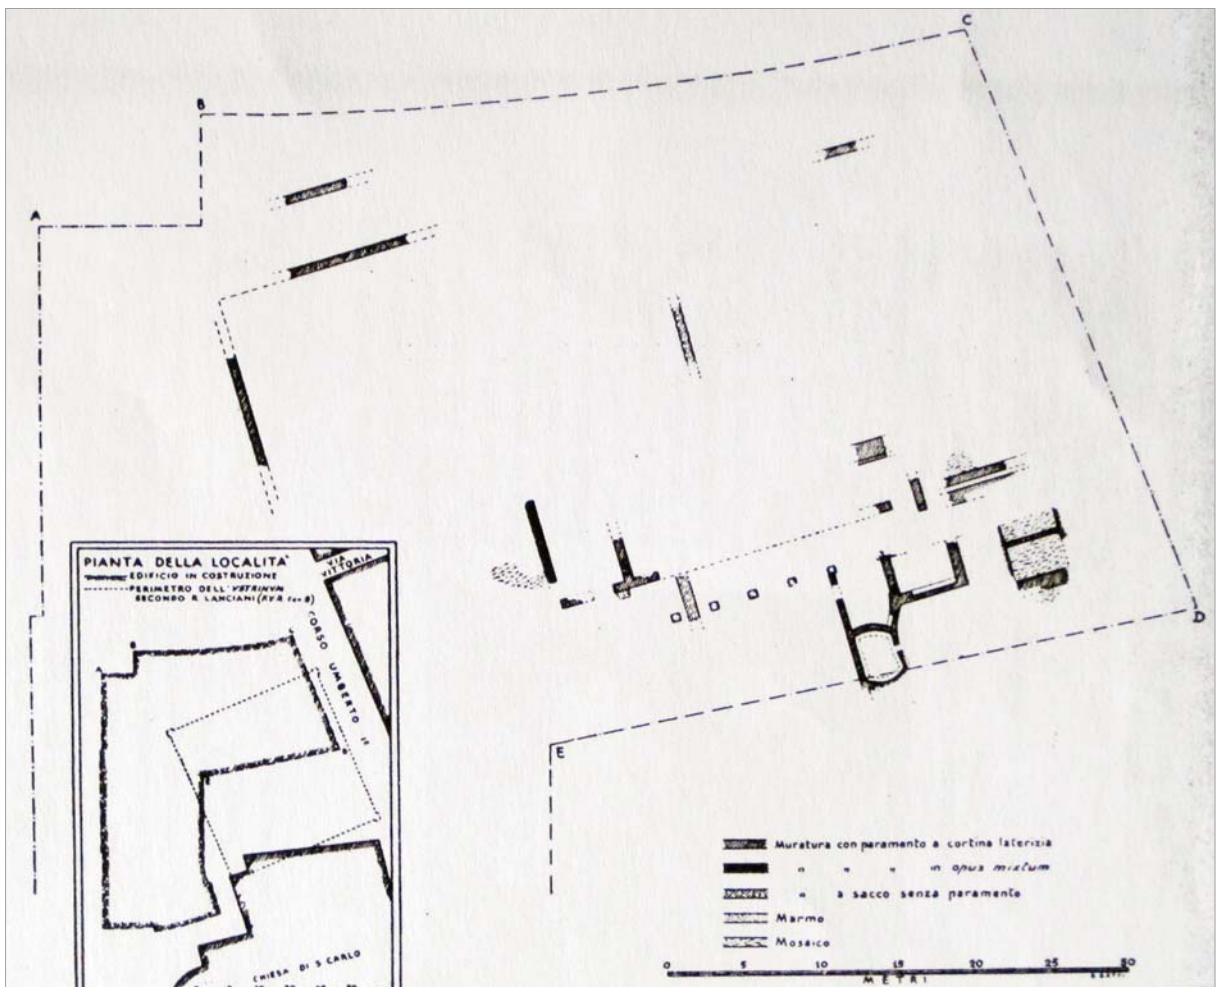 C
B
A
D
E
PIANTA DELLA LOCALITA'
EDIFICIO IN COSTRUZIONE
PERIMETRO DELL'USTRINUM
SECONDO R. LANCIANI
VIA
VITTORIA
CORSO UMBERTO I°
CHIESA DI S. CARLO
Muratura con paramento a cortina laterizia
" " " in opus mixtum
" a sacco senza paramento
Marmo
Mosaico
0 5 10 15 20 25 30
METRI